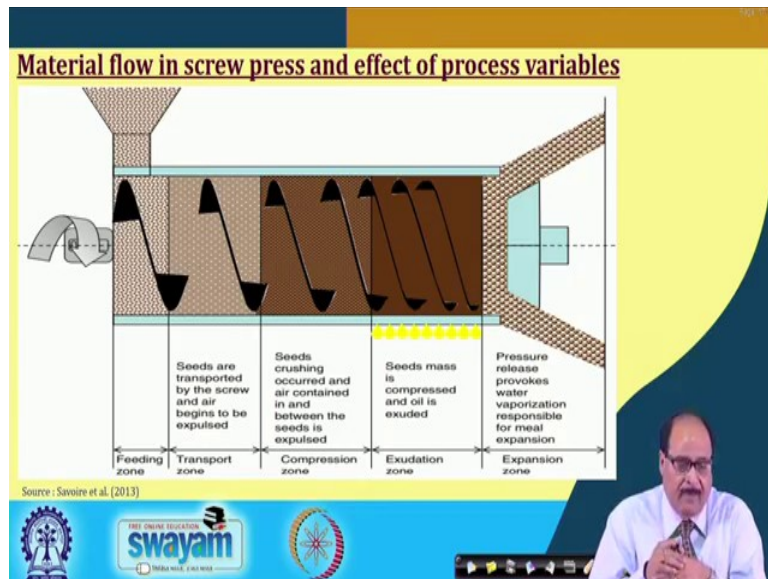 Material flow in screw press and effect of process variables
Seeds are
transported
by the screw
and air
begins to be
expulsed
Seeds
crushing
occurred and
air contained
in and
between the
seeds is
expulsed
Seeds mass
is
compressed
and oil is
exuded
Pressure
release
provokes
water
vaporization
responsible
for meal
expansion
Feeding
zone
Transport
zone
Compression
zone
Exudation
zone
Expansion
zone
Source : Savoire et al. (2013)
FREE ONLINE EDUCATION
swayam